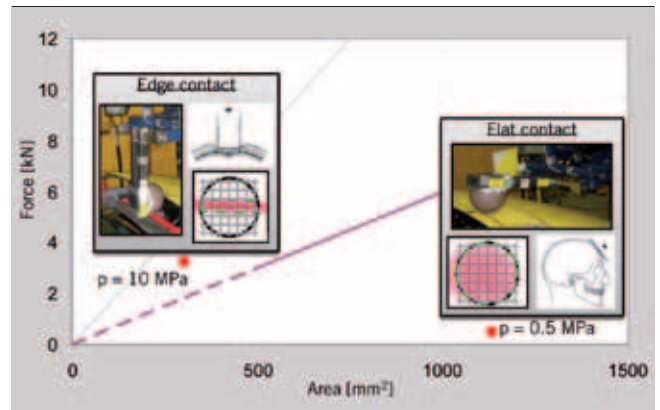 12
10
8
6
4
2
0
Force [kN]
Edge contact
p = 10 MPa
Flat contact
p = 0.5 MPa
0
500
1000
1500
Area [mm²]